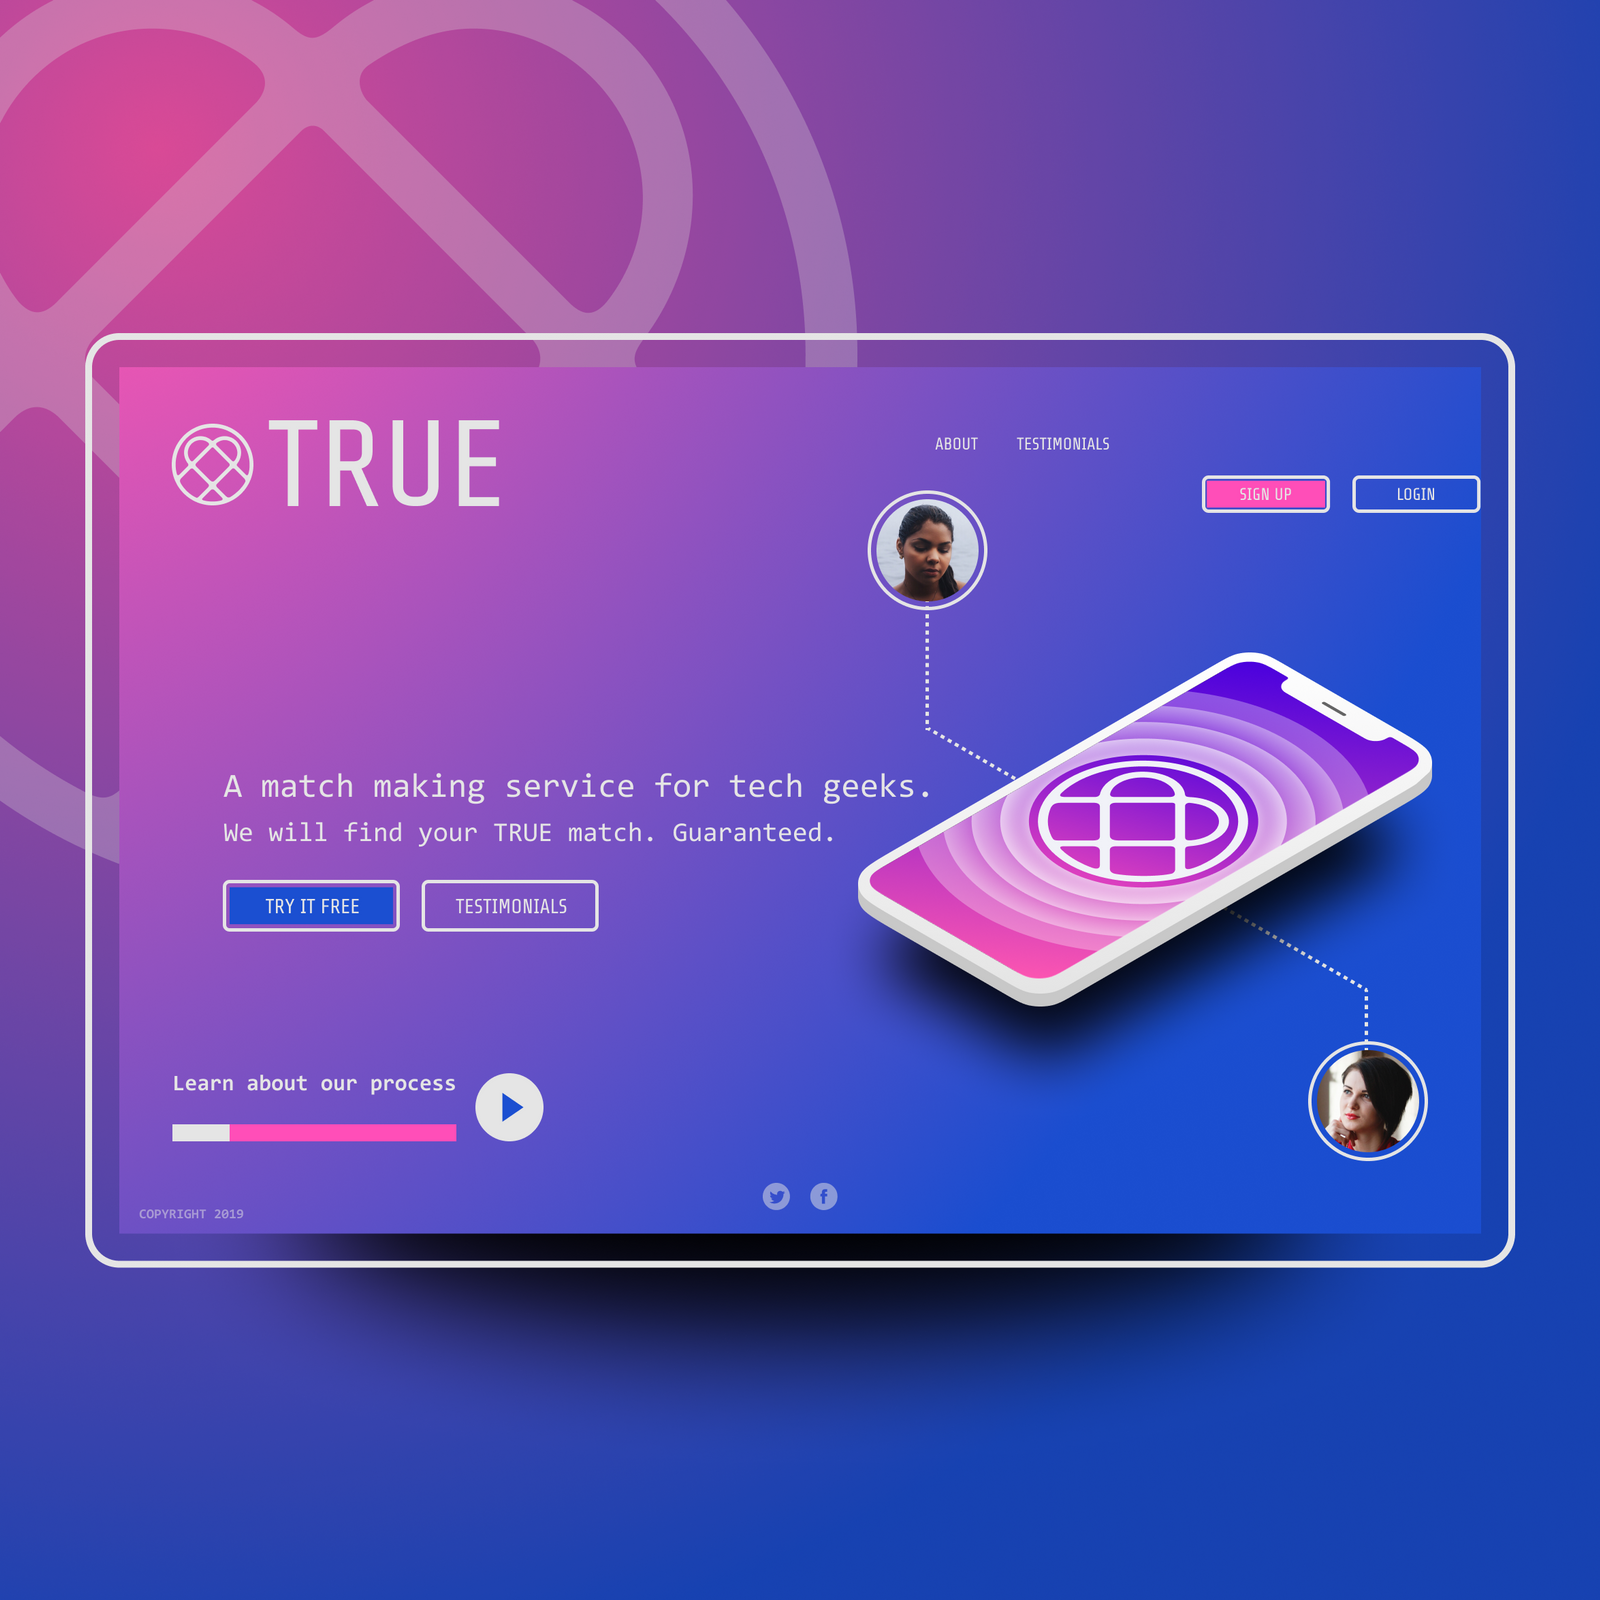 TRUE
ABOUT
TESTIMONIALS
SIGN UP
LOGIN
A match making service for tech geeks.
We will find your TRUE match. Guaranteed.
TRY IT FREE
TESTIMONIALS
Learn about our process
COPYRIGHT 2019